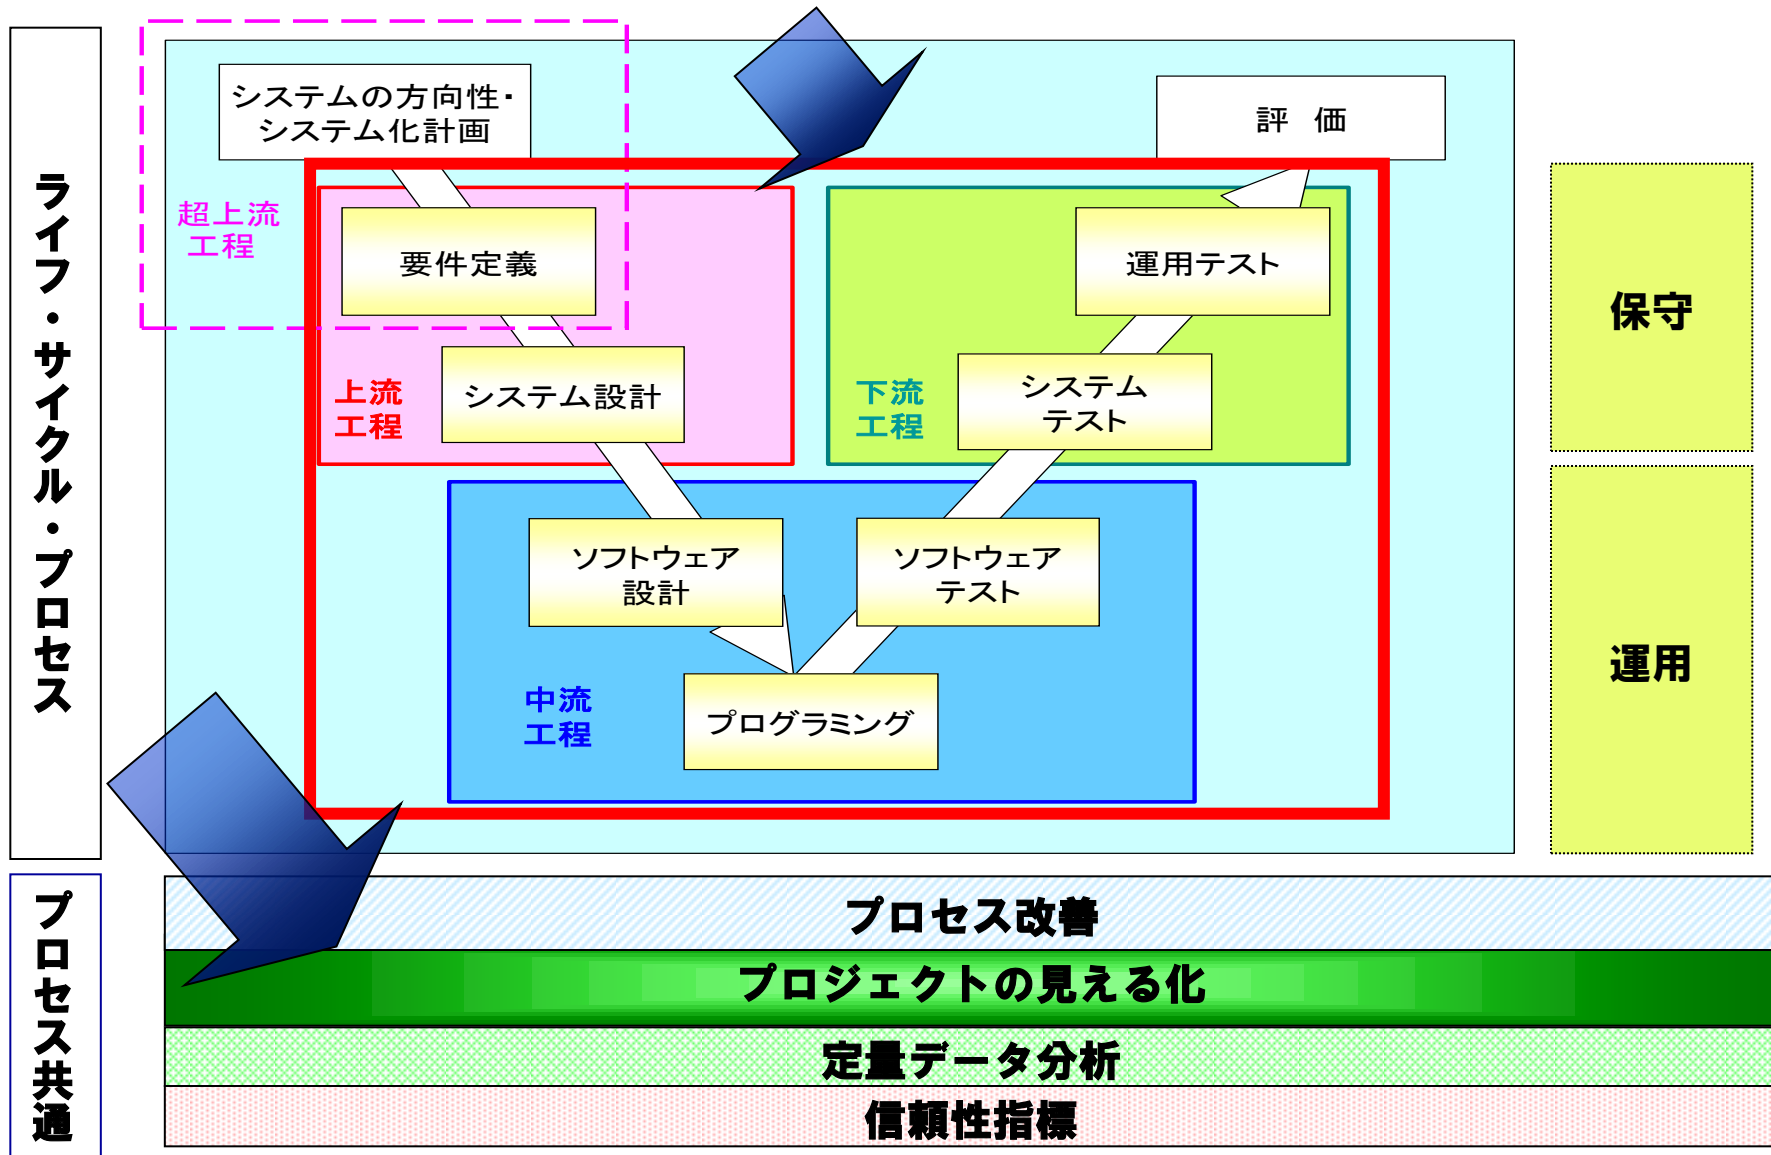 ライフ・サイクル・プロセス
システムの方向性・
システム化計画
評　価
超上流
工程
要件定義
運用テスト
保守
上流
工程
システム設計
下流
工程
システム
テスト
ソフトウェア
設計
ソフトウェア
テスト
運用
中流
工程
プログラミング
プロセス共通
プロセス改善
プロジェクトの見える化
定量データ分析
信頼性指標